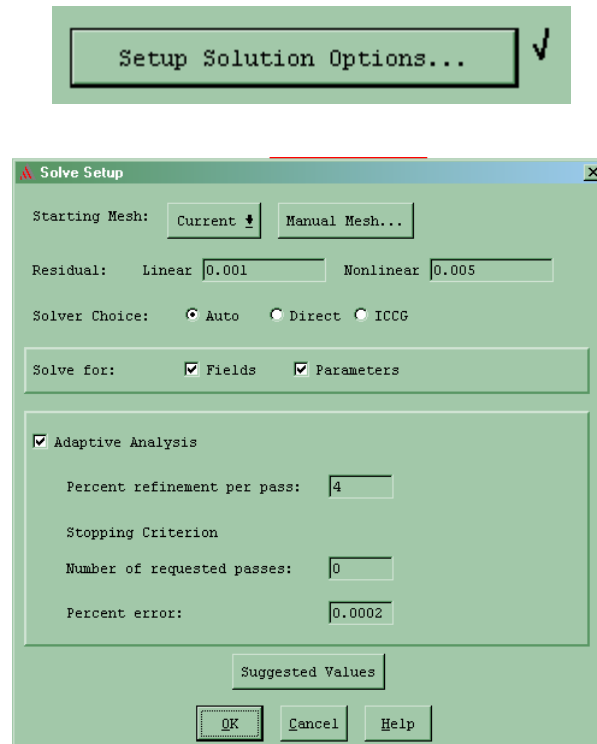 Setup Solution Options...
Solve Setup
Starting Mesh: Current Manual Mesh...
Residual: Linear 0.001 Nonlinear 0.005
Solver Choice: Auto Direct ICCG
Solve for: Fields Parameters
Adaptive Analysis
Percent refinement per pass: 4
Stopping Criterion
Number of requested passes: 0
Percent error: 0.0002
Suggested Values
OK Cancel Help